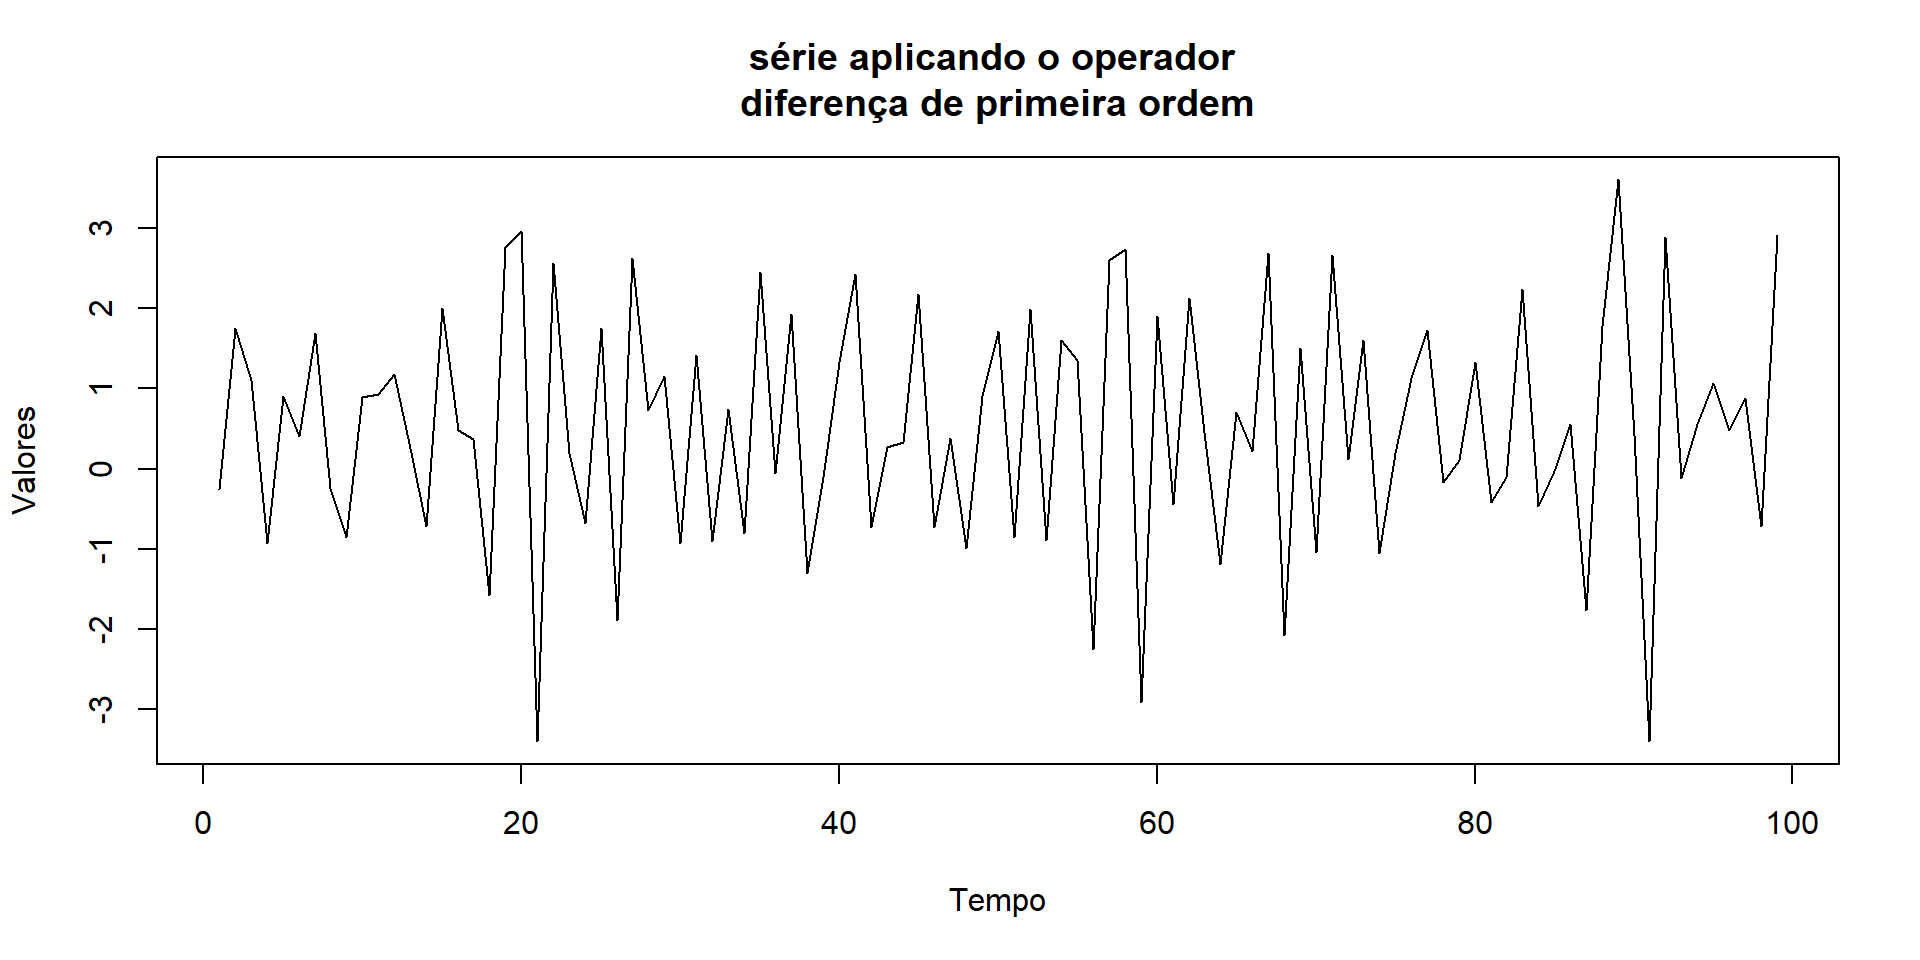 série aplicando o operador
diferença de primeira ordem
Valores
3
2
1
0
-1
-2
-3
0 20 40 60 80 100
Tempo